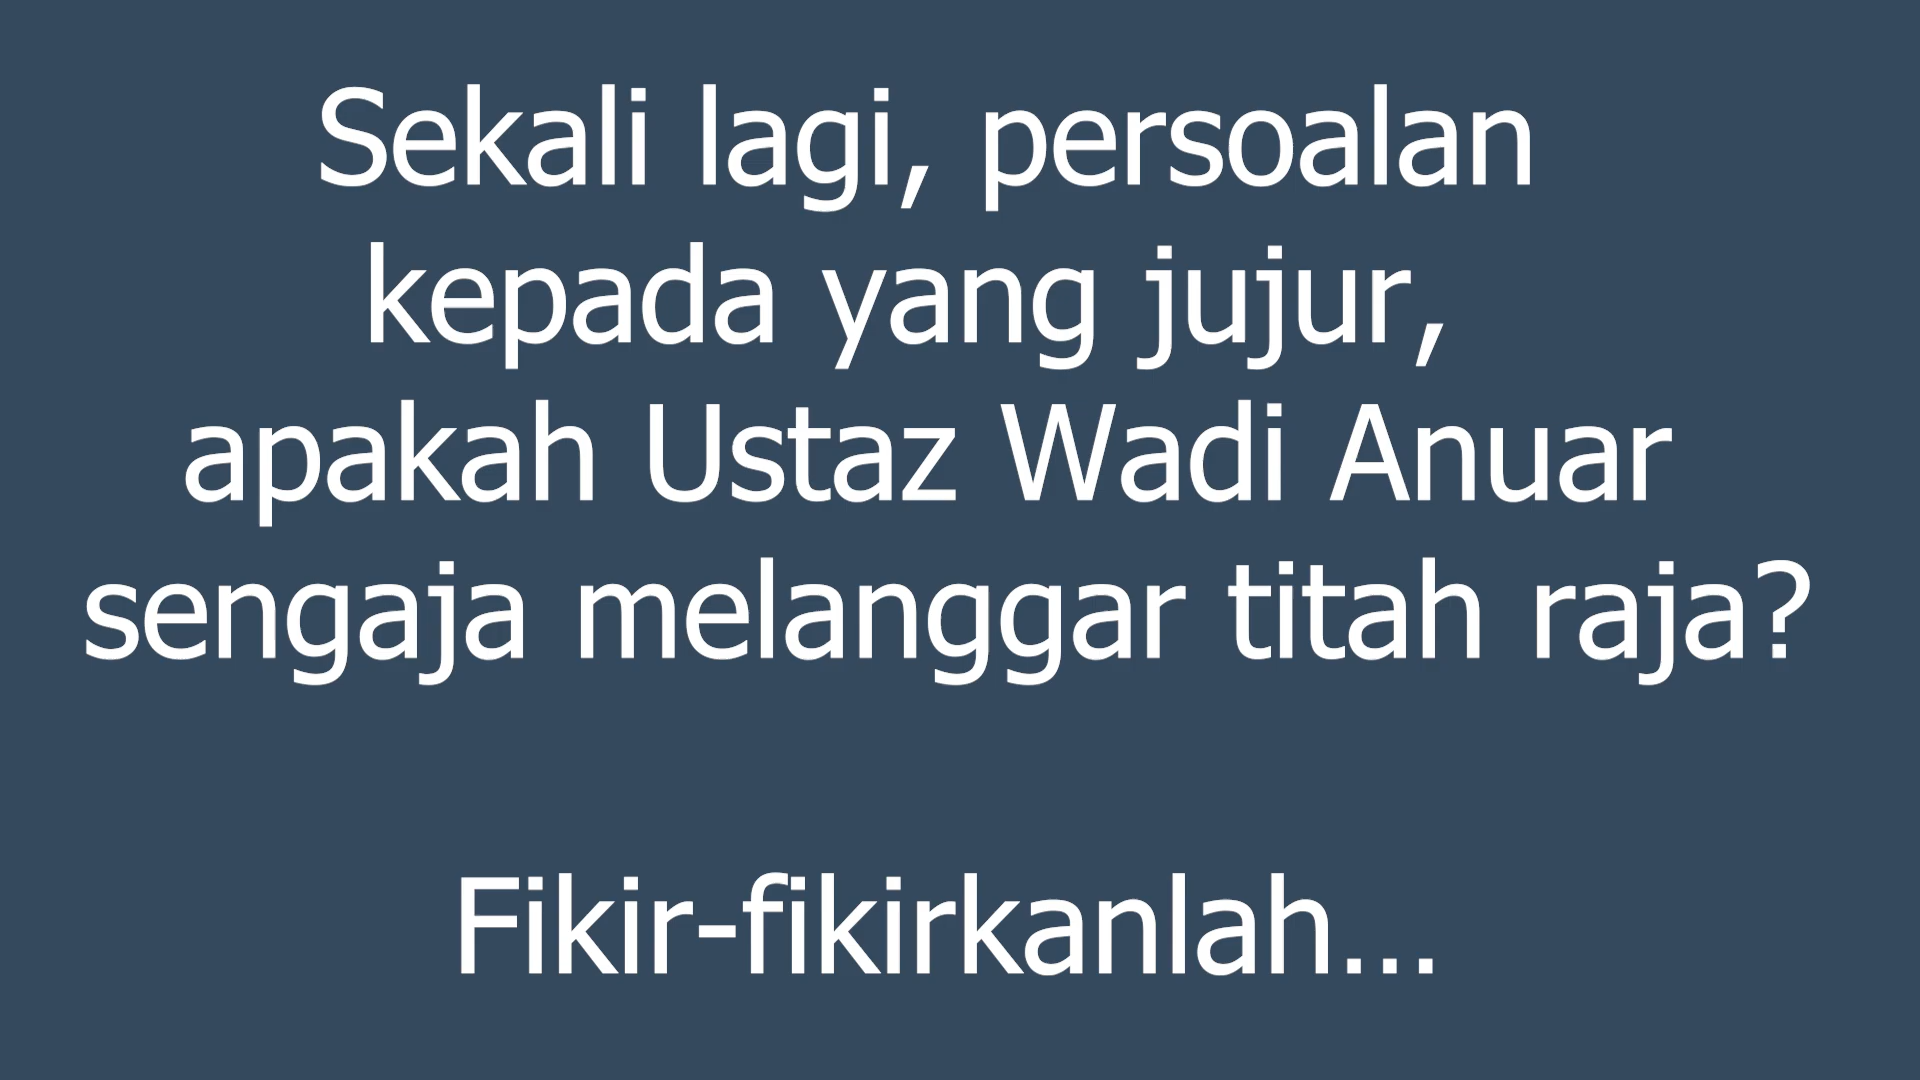 Sekali lagi, persoalan
kepada yang jujur,
apakah Ustaz Wadi Anuar
sengaja melanggar titah raja?
Fikir-fikirkanlah...